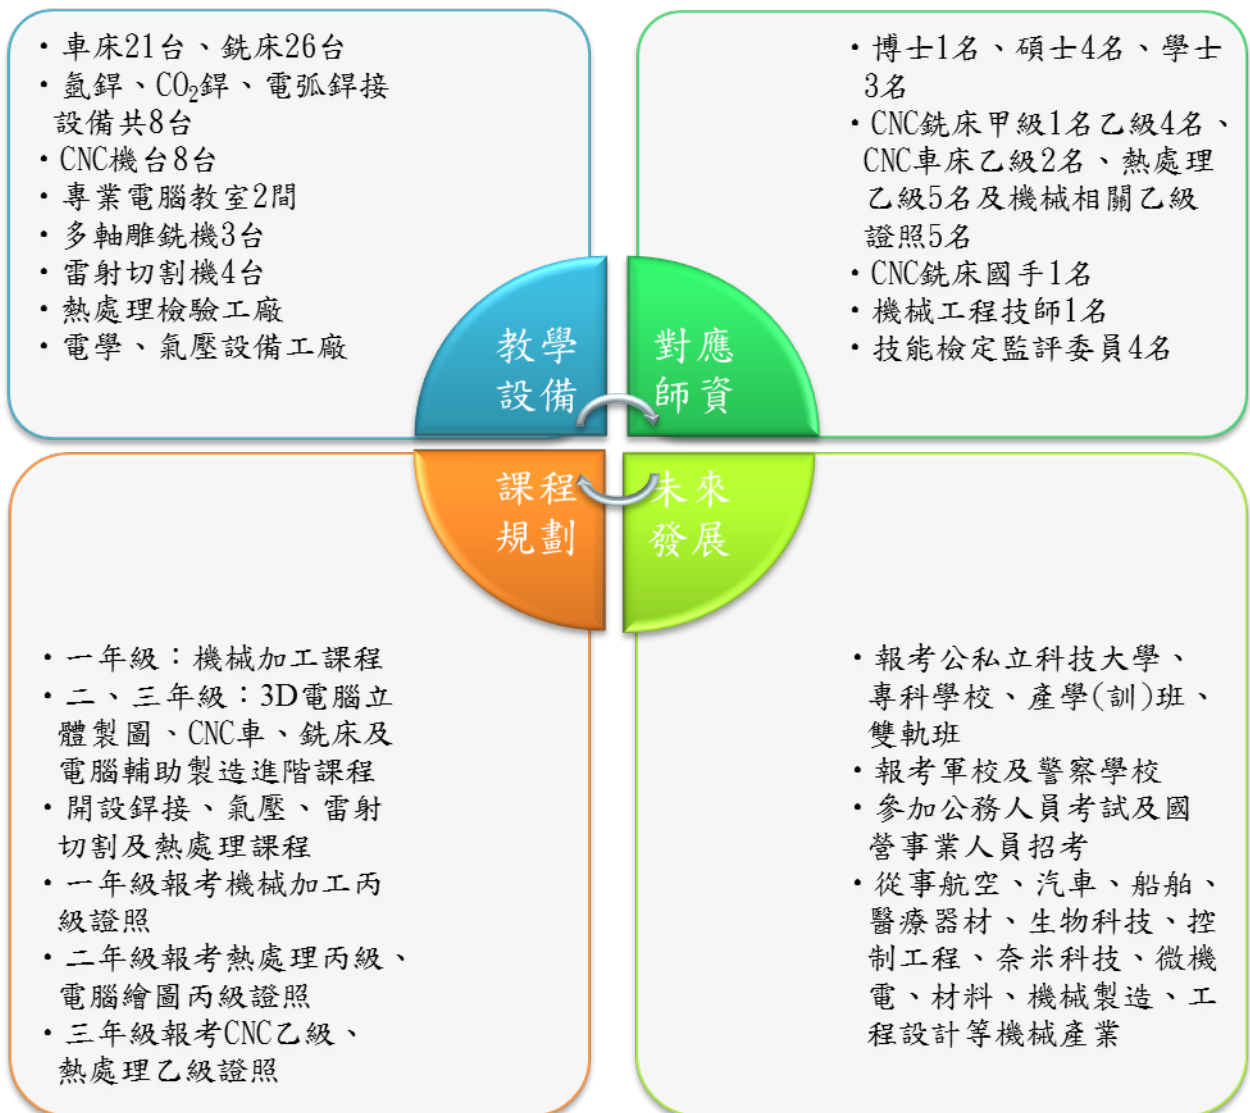 ・車床21台、銑床26台
・氬銲、CO₂銲、電弧銲接
設備共8台
・CNC機台8台
・專業電腦教室2間
・多軸雕銑機3台
・雷射切割機4台
・熱處理檢驗工廠
・電學、氣壓設備工廠
教學
設備
・博士1名、碩士4名、學士
3名
・CNC銑床甲級1名乙級4名、
CNC車床乙級2名、熱處理
乙級5名及機械相關乙級
證照5名
・CNC銑床國手1名
・機械工程技師1名
・技能檢定監評委員4名
對應
師資
課程
規劃
・一年級：機械加工課程
・二、三年級：3D電腦立
體製圖、CNC車、銑床及
電腦輔助製造進階課程
・開設銲接、氣壓、雷射
切割及熱處理課程
・一年級報考機械加工丙
級證照
・二年級報考熱處理丙級、
電腦繪圖丙級證照
・三年級報考CNC乙級、
熱處理乙級證照
未來
發展
・報考公私立科技大學、
專科學校、產學(訓)班、
雙軌班
・報考軍校及警察學校
・參加公務人員考試及國
營事業人員招考
・從事航空、汽車、船舶、
醫療器材、生物科技、控
制工程、奈米科技、微機
電、材料、機械製造、工
程設計等機械產業